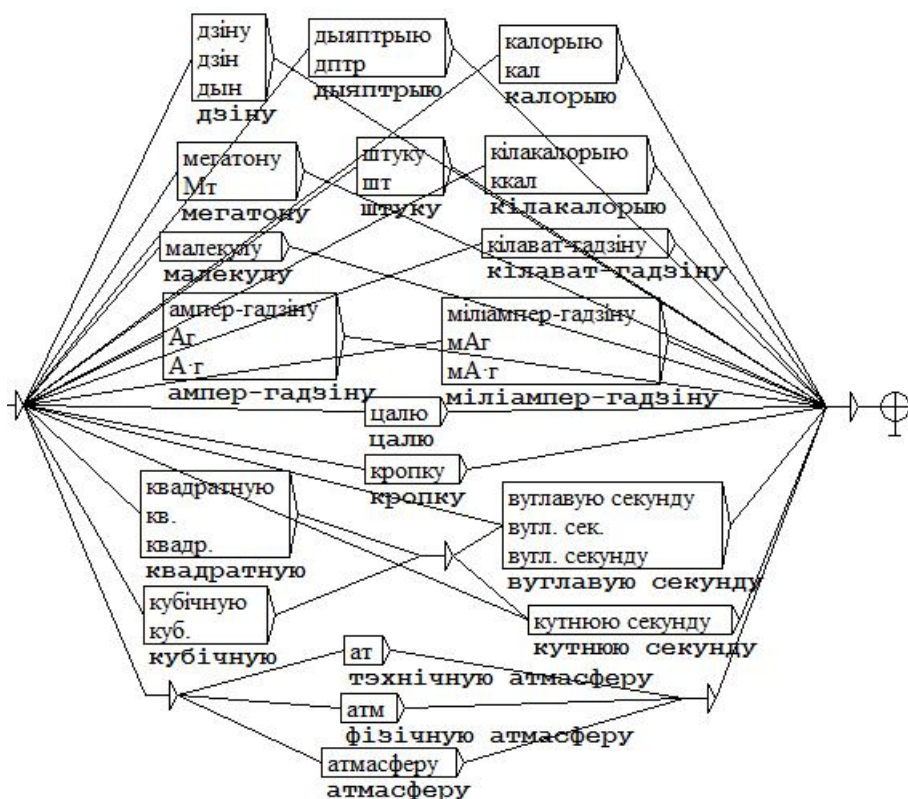 дзіну
дзін
дын
дзіну
дыяптрыю
дптр
дыяптрыю
калорыю
кал
калорыю
мегатону
Мт
мегатону
штуку
шт
штуку
кілакалорыю
ккал
кілакалорыю
малекулу
малекулу
кілават-гадзіну
кілават-гадзіну
ампер-гадзіну
Аг
А·г
ампер-гадзіну
міліампер-гадзіну
мАг
мА·г
міліампер-гадзіну
цалю
цалю
кропку
кропку
квадратную
кв.
квадр.
квадратную
вуглавую секунду
вугл. сек.
вугл. секунду
вуглавую секунду
кубічную
куб.
кубічную
кутнюю секунду
кутнюю секунду
ат
тэхнічную атмасферу
атм
фізічную атмасферу
атмасферу
атмасферу